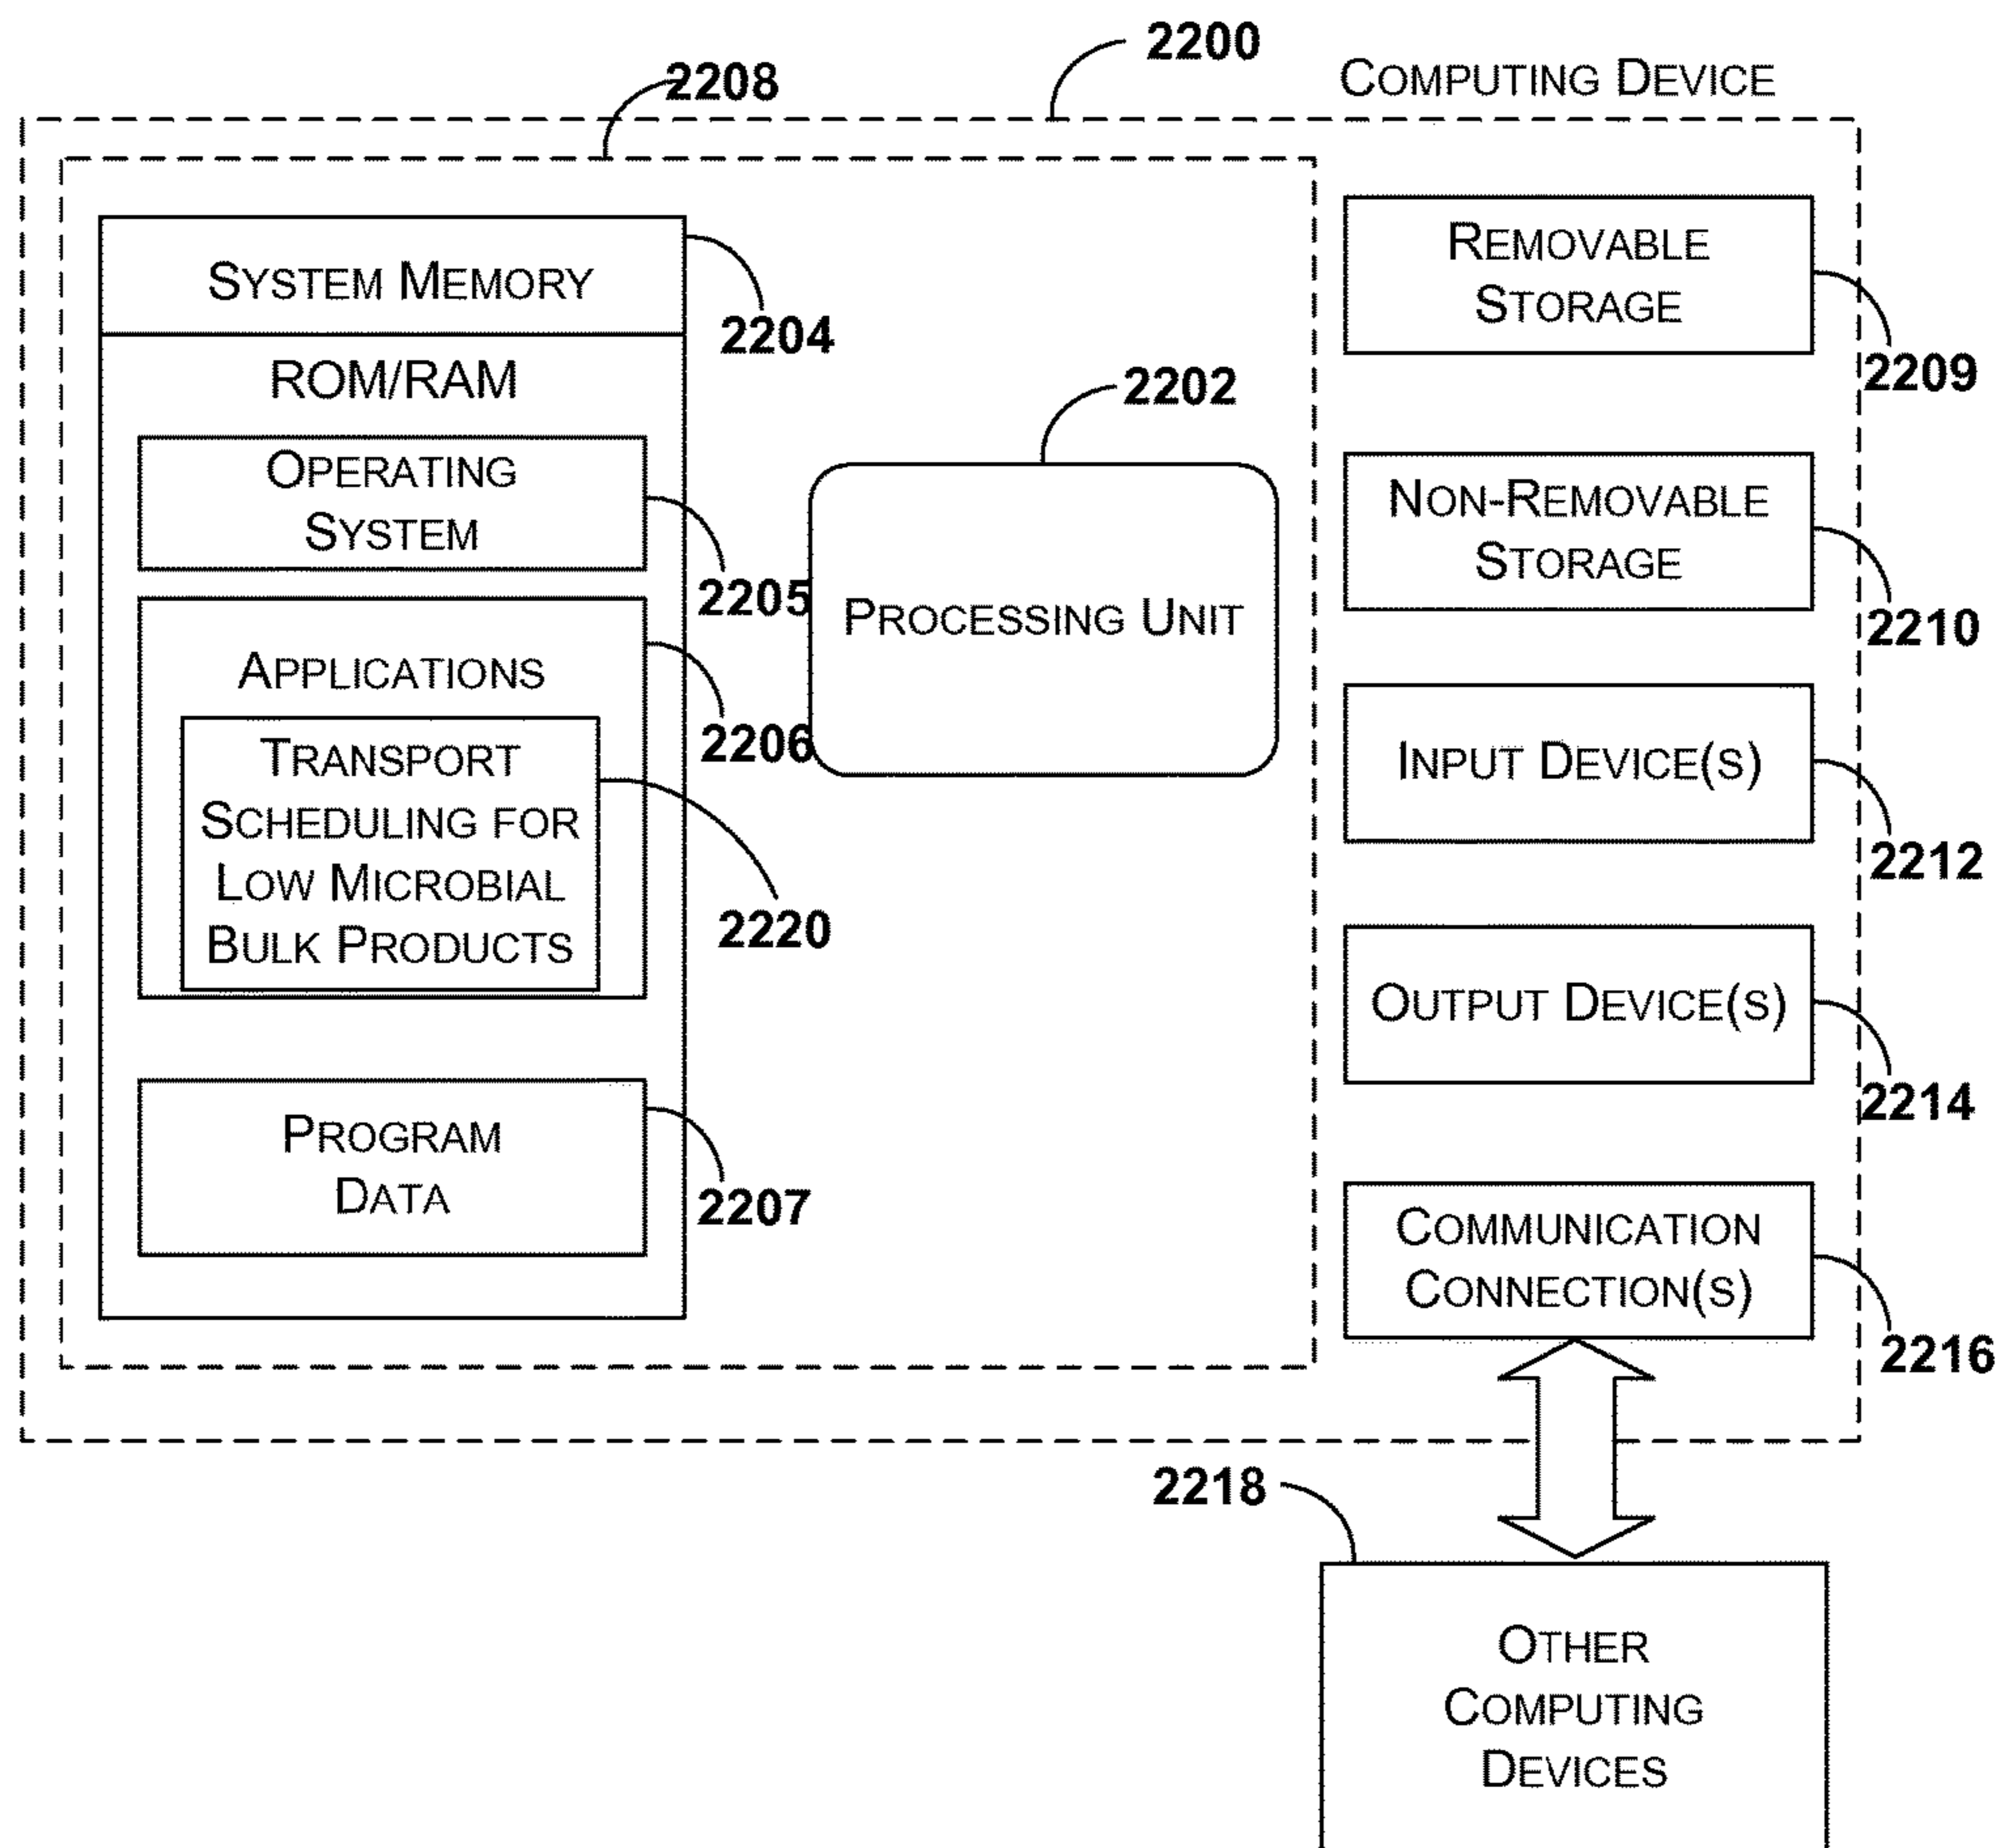 2200
COMPUTING DEVICE
2208
SYSTEM MEMORY
2204
ROM/RAM
OPERATING
SYSTEM
2205
APPLICATIONS
2206
TRANSPORT
SCHEDULING FOR
LOW MICROBIAL
BULK PRODUCTS
2220
PROGRAM
DATA
2207
2202
PROCESSING UNIT
REMOVABLE
STORAGE
2209
NON-REMOVABLE
STORAGE
2210
INPUT DEVICE(S)
2212
OUTPUT DEVICE(S)
2214
COMMUNICATION
CONNECTION(S)
2216
2218
OTHER
COMPUTING
DEVICES